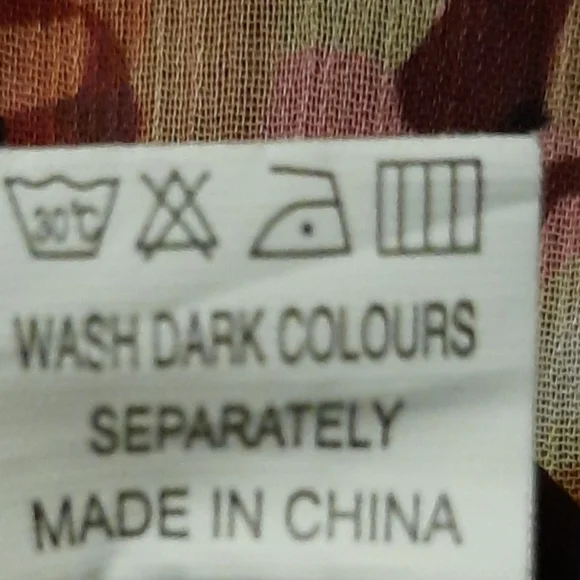 30°C
WASH DARK COLOURS
SEPARATELY
MADE IN CHINA